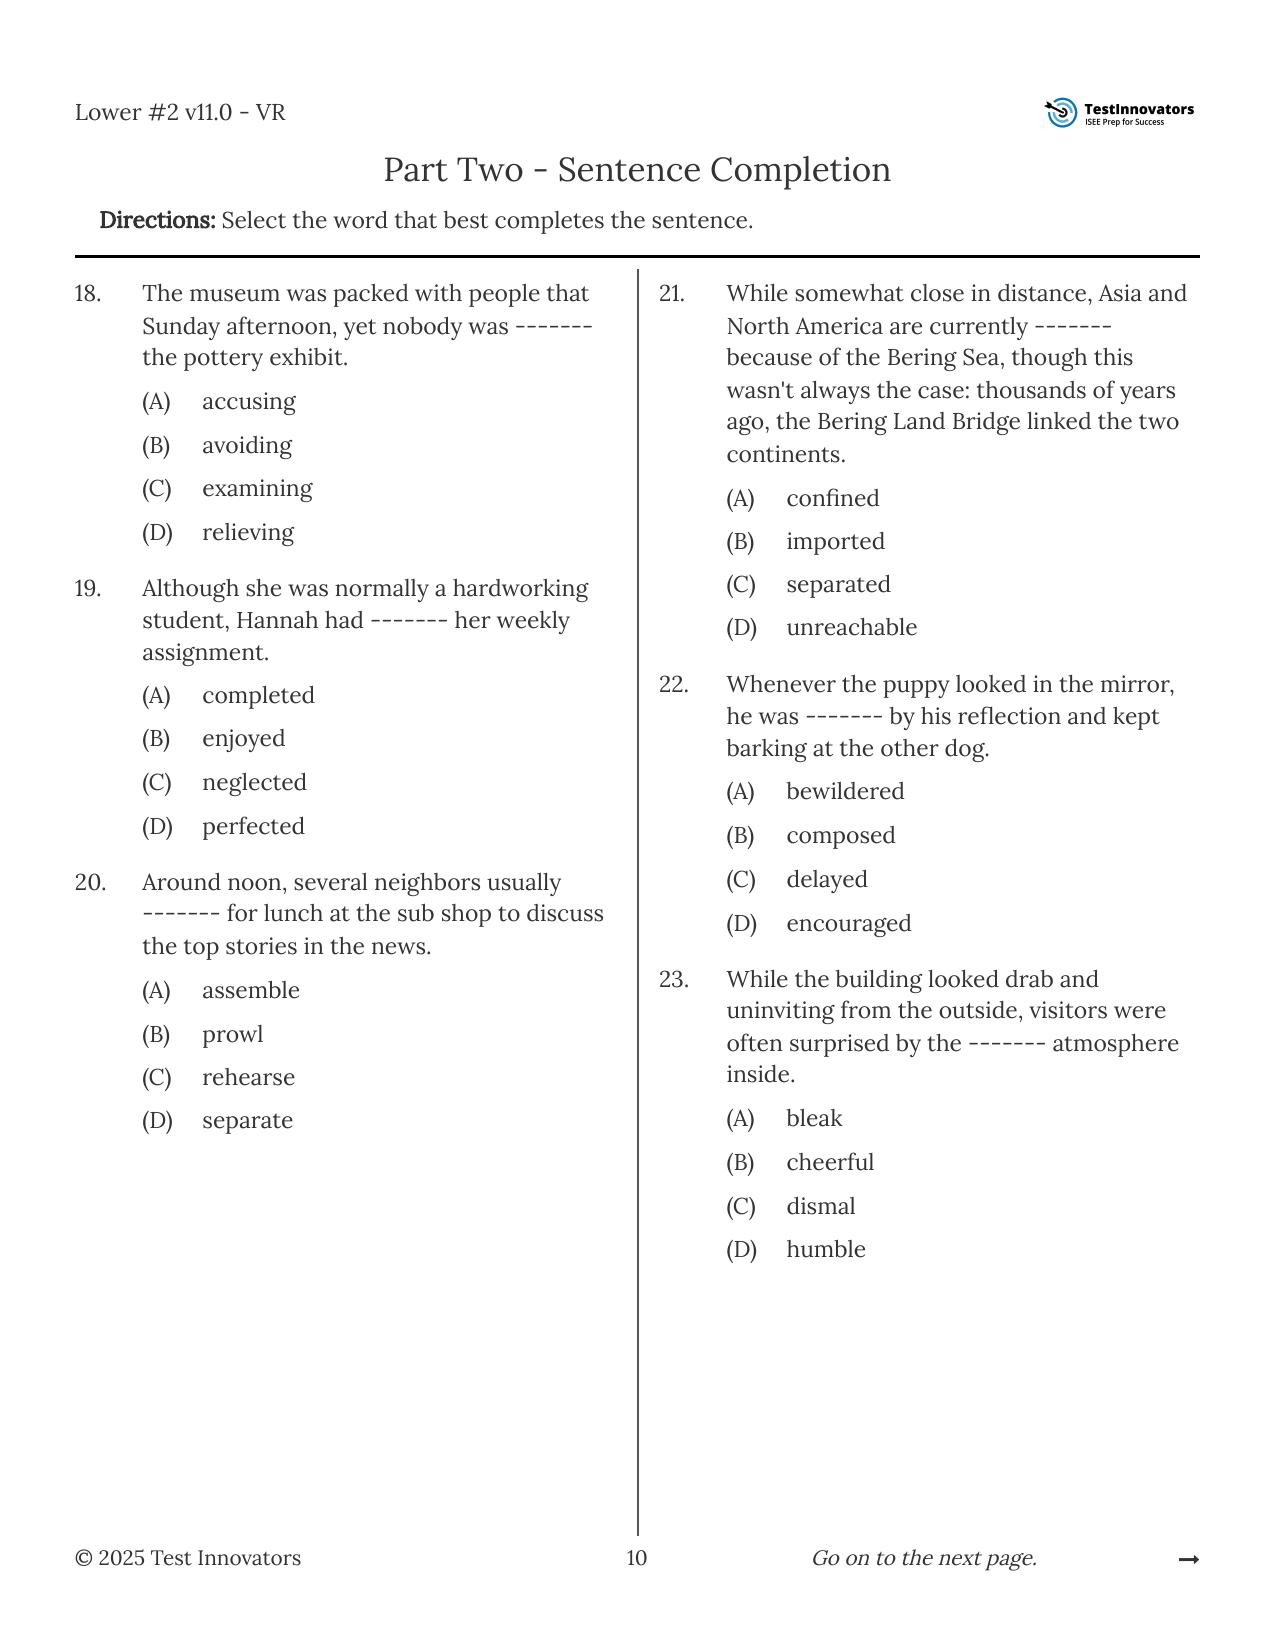 Lower #2 v11.0 - VR
TestInnovators
ISEE Prep for Success
Part Two - Sentence Completion
Directions: Select the word that best completes the sentence.
18. The museum was packed with people that
Sunday afternoon, yet nobody was -------
the pottery exhibit.
(A) accusing
(B) avoiding
(C) examining
(D) relieving
19. Although she was normally a hardworking
student, Hannah had ------- her weekly
assignment.
(A) completed
(B) enjoyed
(C) neglected
(D) perfected
20. Around noon, several neighbors usually
------- for lunch at the sub shop to discuss
the top stories in the news.
(A) assemble
(B) prowl
(C) rehearse
(D) separate
21. While somewhat close in distance, Asia and
North America are currently -------
because of the Bering Sea, though this
wasn't always the case: thousands of years
ago, the Bering Land Bridge linked the two
continents.
(A) confined
(B) imported
(C) separated
(D) unreachable
22. Whenever the puppy looked in the mirror,
he was ------- by his reflection and kept
barking at the other dog.
(A) bewildered
(B) composed
(C) delayed
(D) encouraged
23. While the building looked drab and
uninviting from the outside, visitors were
often surprised by the ------- atmosphere
inside.
(A) bleak
(B) cheerful
(C) dismal
(D) humble
© 2025 Test Innovators
10
Go on to the next page. →